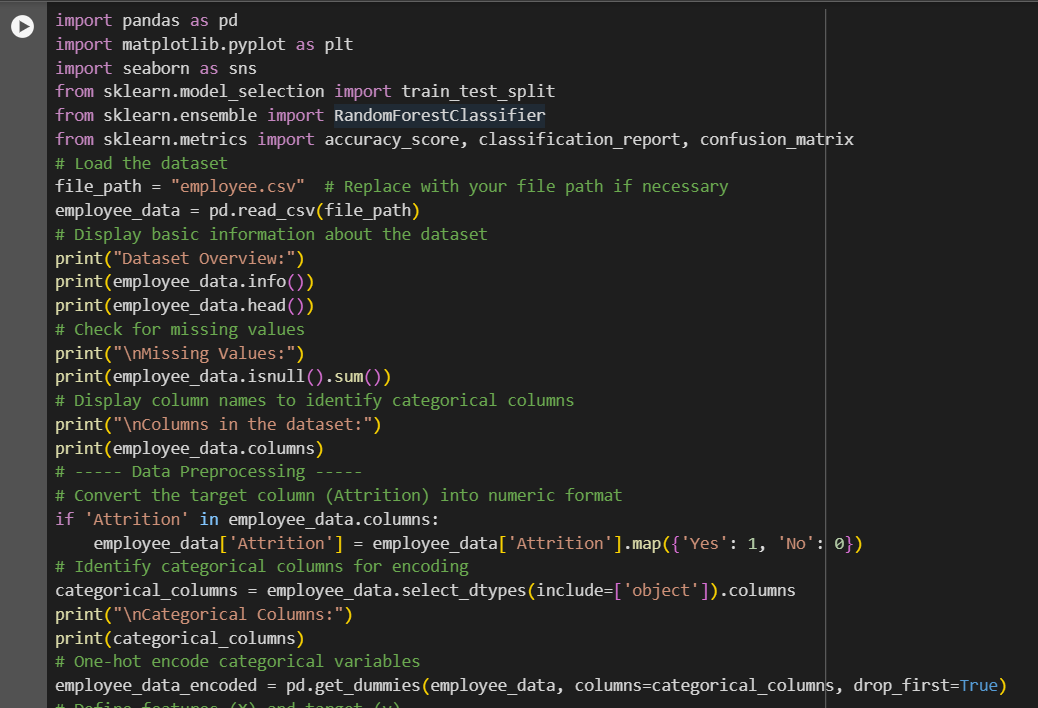 import pandas as pd
import matplotlib.pyplot as plt
import seaborn as sns
from sklearn.model_selection import train_test_split
from sklearn.ensemble import RandomForestClassifier
from sklearn.metrics import accuracy_score, classification_report, confusion_matrix
# Load the dataset
file_path = "employee.csv"  # Replace with your file path if necessary
employee_data = pd.read_csv(file_path)
# Display basic information about the dataset
print("Dataset Overview:")
print(employee_data.info())
print(employee_data.head())
# Check for missing values
print("\nMissing Values:")
print(employee_data.isnull().sum())
# Display column names to identify categorical columns
print("\nColumns in the dataset:")
print(employee_data.columns)
# ----- Data Preprocessing -----
# Convert the target column (Attrition) into numeric format
if 'Attrition' in employee_data.columns:
    employee_data['Attrition'] = employee_data['Attrition'].map({'Yes': 1, 'No': 0})
# Identify categorical columns for encoding
categorical_columns = employee_data.select_dtypes(include=['object']).columns
print("\nCategorical Columns:")
print(categorical_columns)
# One-hot encode categorical variables
employee_data_encoded = pd.get_dummies(employee_data, columns=categorical_columns, drop_first=True)
# Define features (X) and target (y)